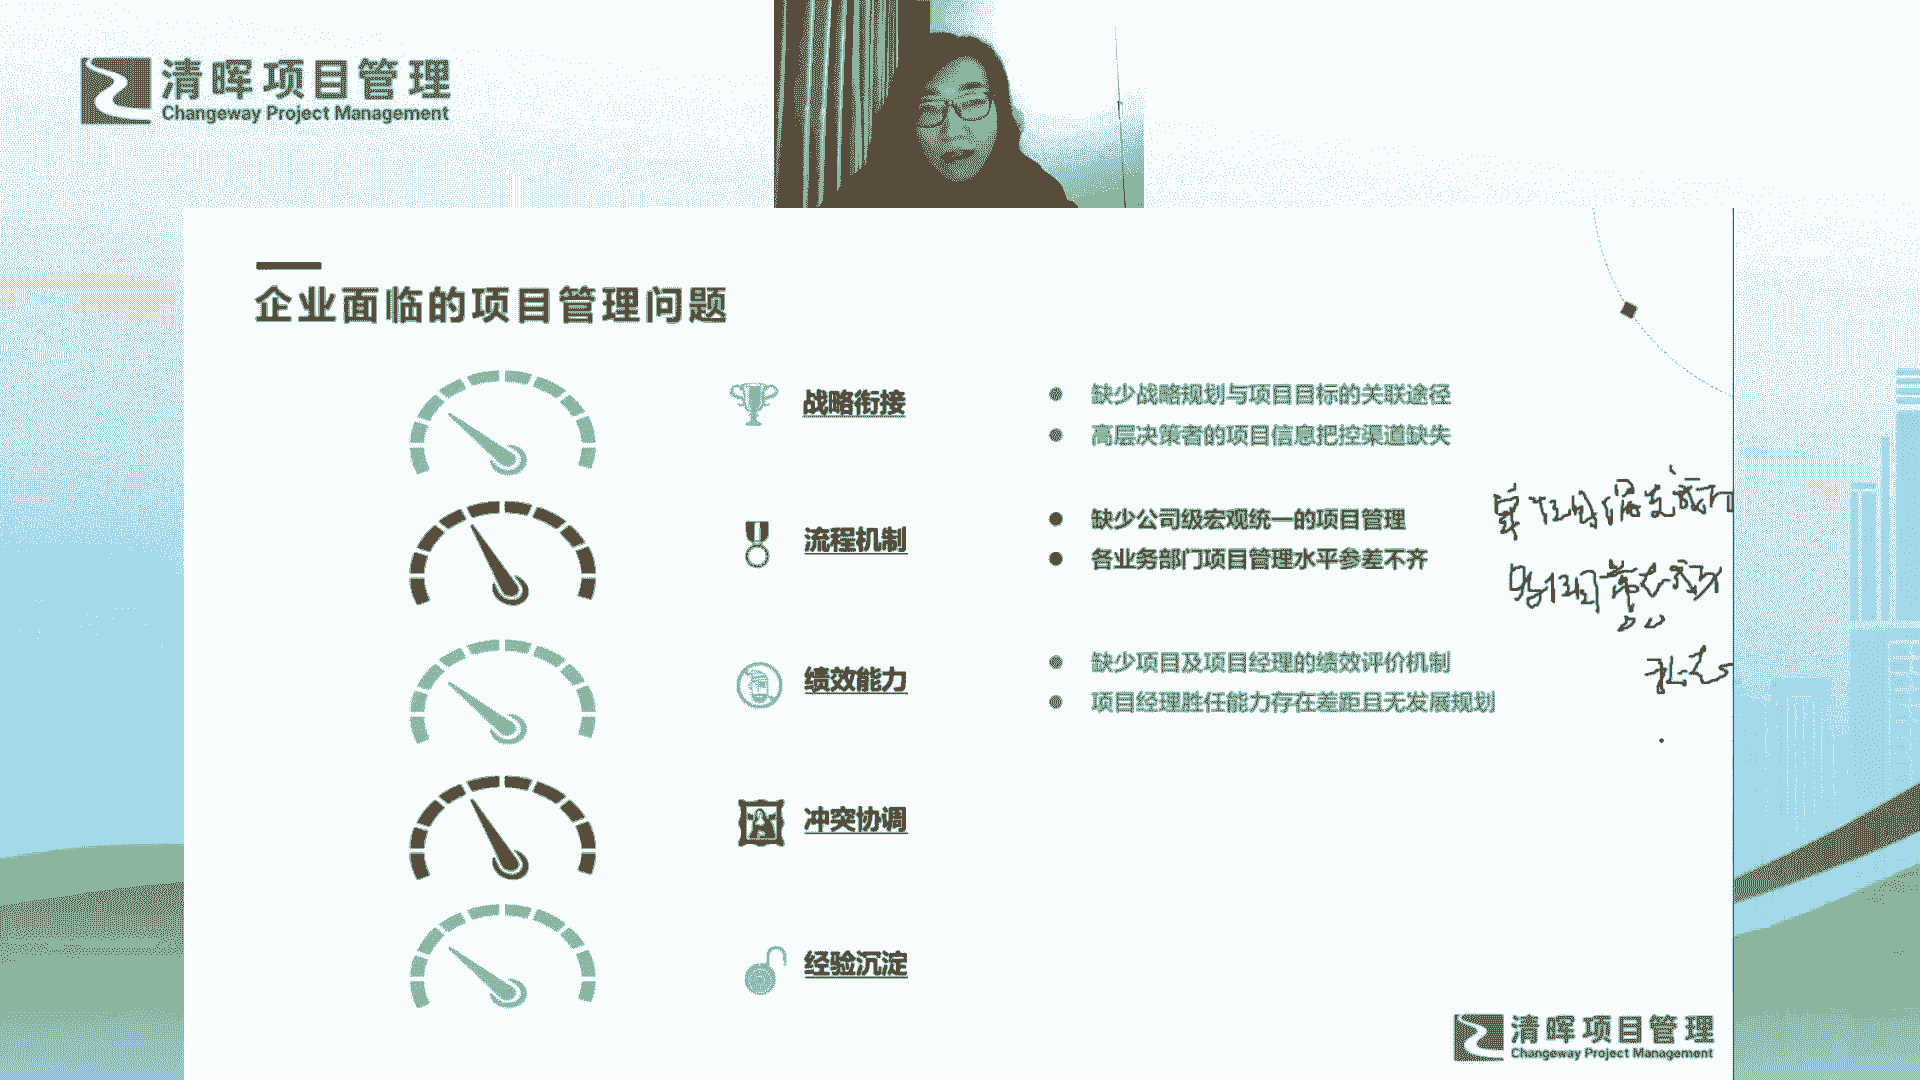 清晖项目管理
Changeway Project Management
企业面临的项目管理问题
战略衔接
缺少战略规划与项目目标的关联途径
高层决策者的项目信息把控渠道缺失
流程机制
缺少公司级宏观统一的项目管理
各业务部门项目管理水平参差不齐
绩效能力
缺少项目及项目经理的绩效评价机制
项目经理胜任能力存在差距且无发展规划
冲突协调
经验沉淀
清晖项目管理
Changeway Project Management